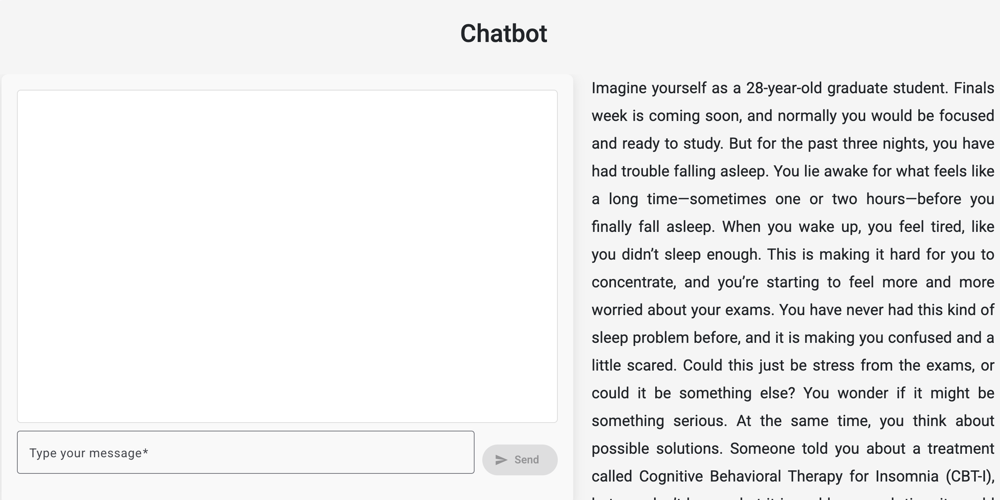 Chatbot
Imagine yourself as a 28-year-old graduate student. Finals
week is coming soon, and normally you would be focused
and ready to study. But for the past three nights, you have
had trouble falling asleep. You lie awake for what feels like
a long time—sometimes one or two hours—before you
finally fall asleep. When you wake up, you feel tired, like
you didn’t sleep enough. This is making it hard for you to
concentrate, and you’re starting to feel more and more
worried about your exams. You have never had this kind of
sleep problem before, and it is making you confused and a
little scared. Could this just be stress from the exams, or
could it be something else? You wonder if it might be
something serious. At the same time, you think about
possible solutions. Someone told you about a treatment
called Cognitive Behavioral Therapy for Insomnia (CBT-I),
Type your message*
Send